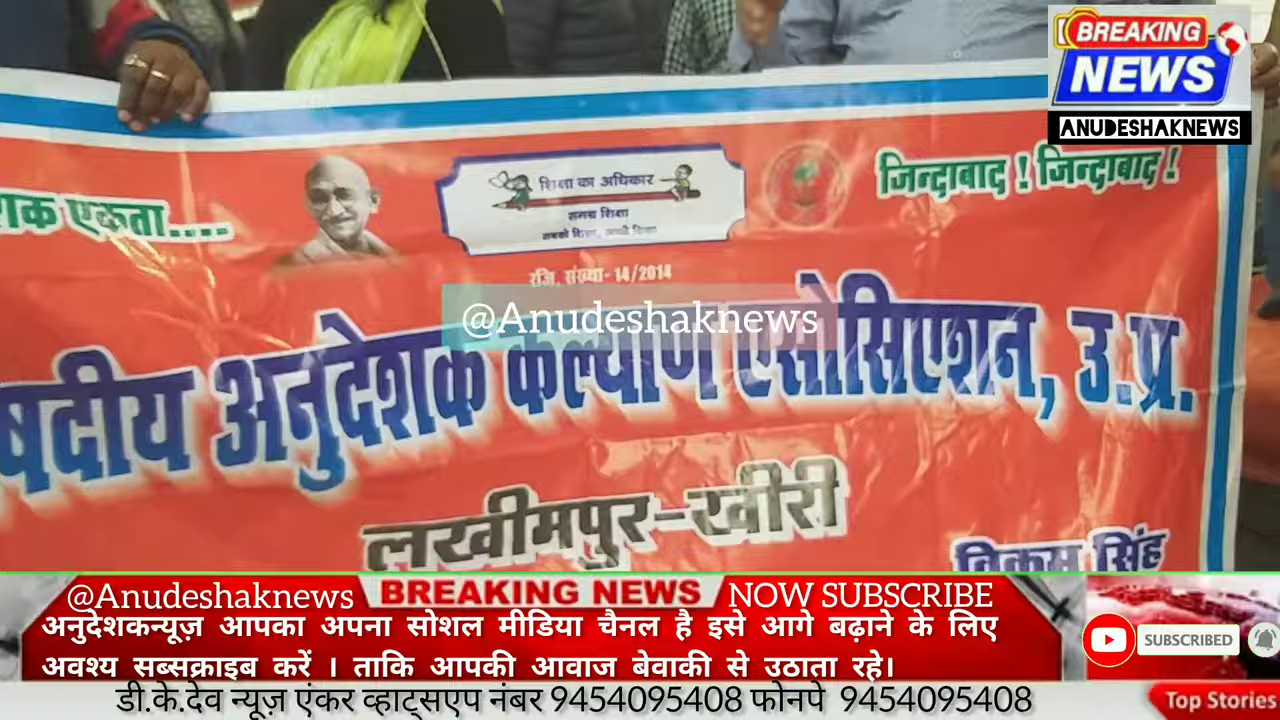 BREAKING
NEWS
ANUDESHAKNEWS
एकता....
शिक्षा का अधिकार
समग्र शिक्षा
सबको शिक्षा, अच्छी शिक्षा
जिन्दाबाद ! जिन्दाबाद !
रजि. संख्या- 14/2014
@Anudeshaknews
षदीय अनुदेशक कल्याण एसोसिएशन, उ.प्र.
लखीमपुर-खीरी
विकास सिंह
@Anudeshaknews BREAKING NEWS NOW SUBSCRIBE
अनुदेशकन्यूज़ आपका अपना सोशल मीडिया चैनल है इसे आगे बढ़ाने के लिए
अवश्य सब्सक्राइब करें । ताकि आपकी आवाज बेवाकी से उठाता रहे।
SUBSCRIBED
डी.के.देव न्यूज़ एंकर व्हाट्सएप नंबर 9454095408 फोनपे 9454095408
Top Stories